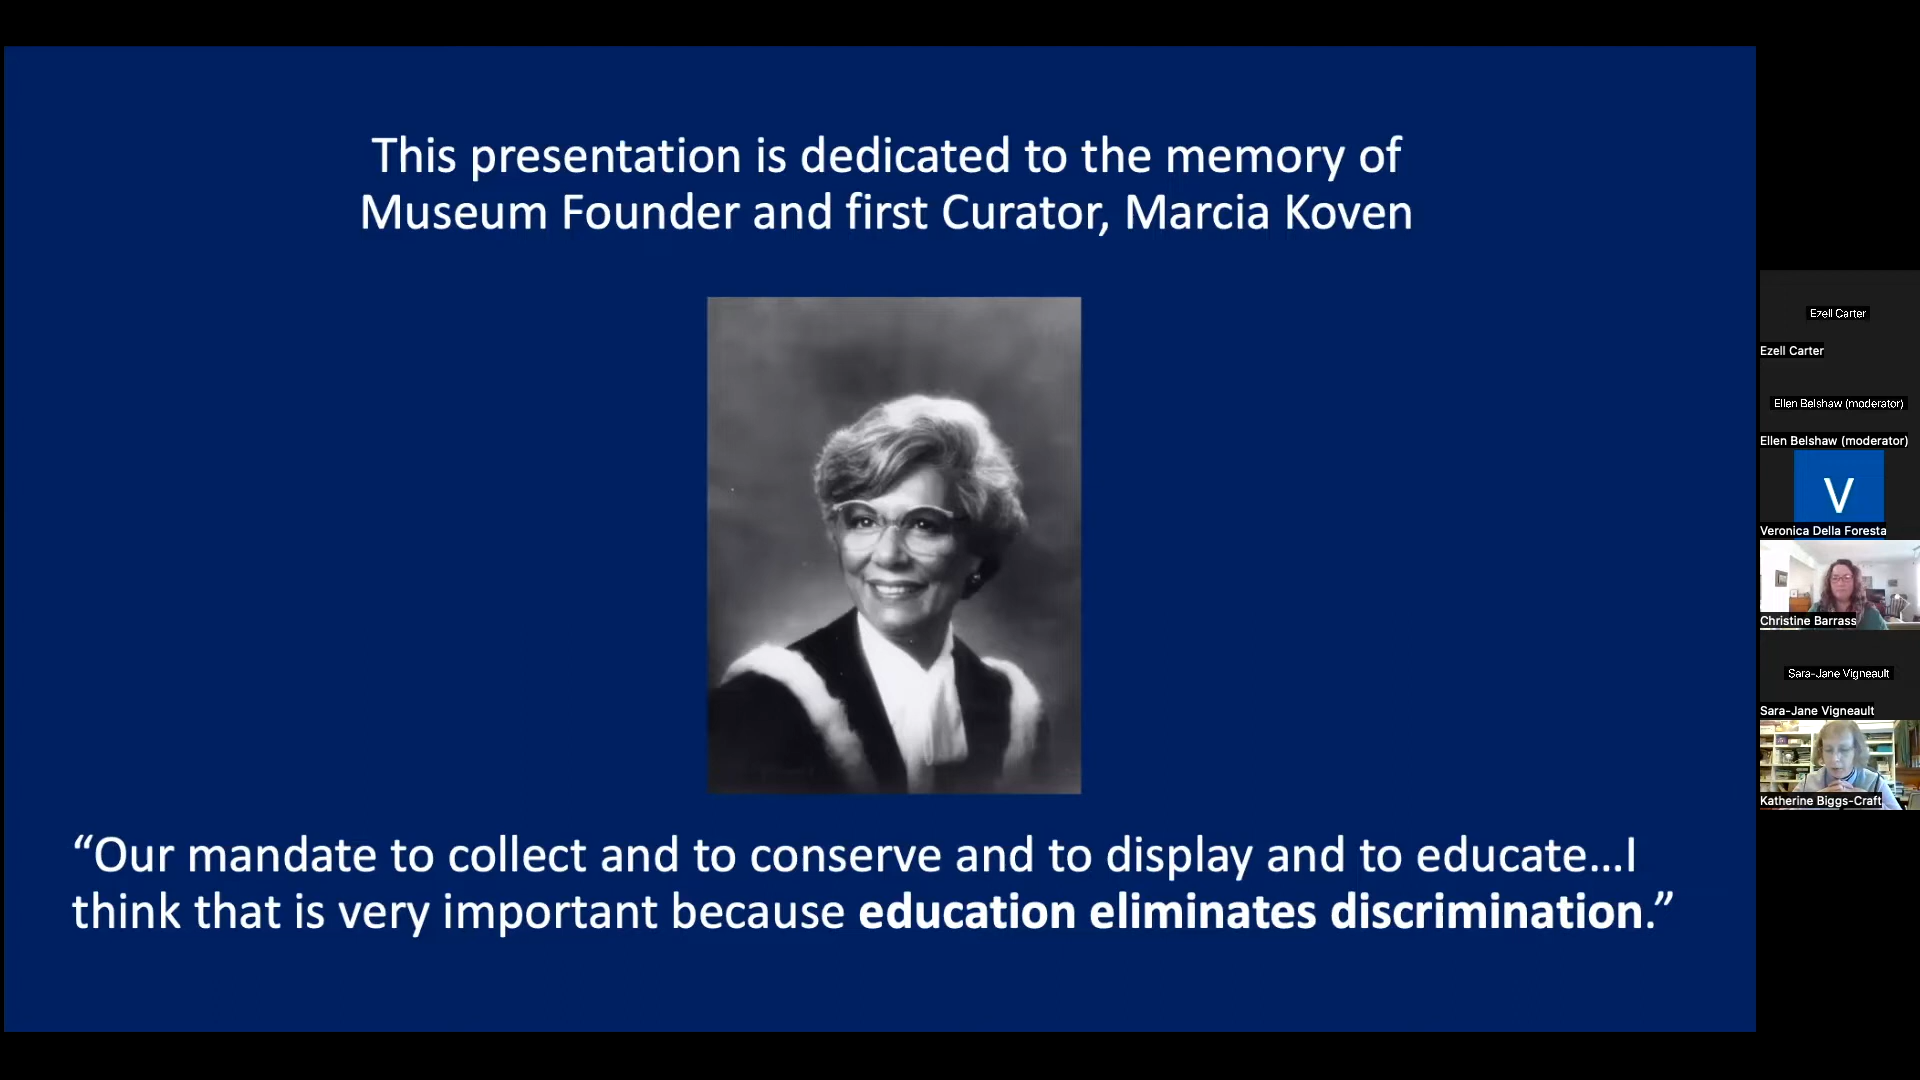 This presentation is dedicated to the memory of
Museum Founder and first Curator, Marcia Koven
“Our mandate to collect and to conserve and to display and to educate…I
think that is very important because education eliminates discrimination.”
Ezell Carter
Ezell Carter
Ellen Belshaw (moderator)
Ellen Belshaw (moderator)
V
Veronica Della Foresta
Christine Barrass
Sara-Jane Vigneault
Sara-Jane Vigneault
Katherine Biggs-Craft